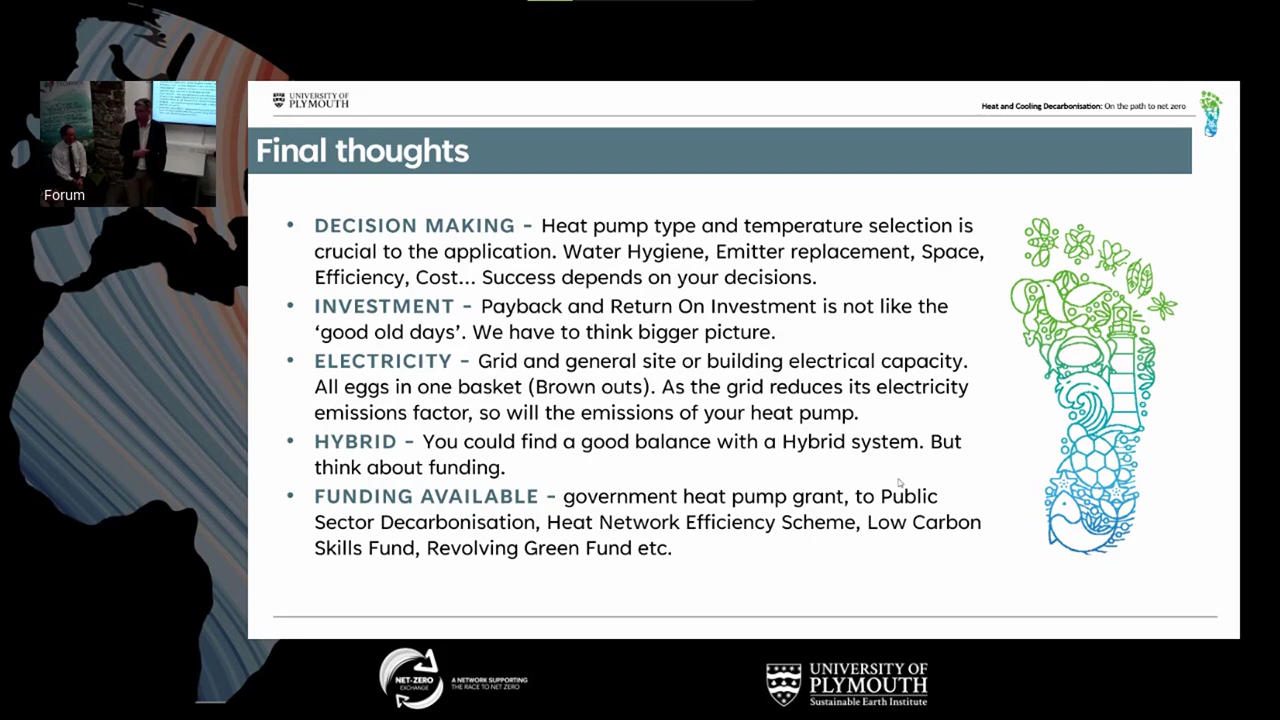 UNIVERSITY OF
PLYMOUTH
Heat and Cooling Decarbonisation: On the path to net zero
Final thoughts
Forum
• DECISION MAKING – Heat pump type and temperature selection is
crucial to the application. Water Hygiene, Emitter replacement, Space,
Efficiency, Cost... Success depends on your decisions.
• INVESTMENT – Payback and Return On Investment is not like the
‘good old days’. We have to think bigger picture.
• ELECTRICITY – Grid and general site or building electrical capacity.
All eggs in one basket (Brown outs). As the grid reduces its electricity
emissions factor, so will the emissions of your heat pump.
• HYBRID – You could find a good balance with a Hybrid system. But
think about funding.
• FUNDING AVAILABLE – government heat pump grant, to Public
Sector Decarbonisation, Heat Network Efficiency Scheme, Low Carbon
Skills Fund, Revolving Green Fund etc.
NET-ZERO
EXCHANGE
A NETWORK SUPPORTING
THE RACE TO NET ZERO
UNIVERSITY OF
PLYMOUTH
Sustainable Earth Institute